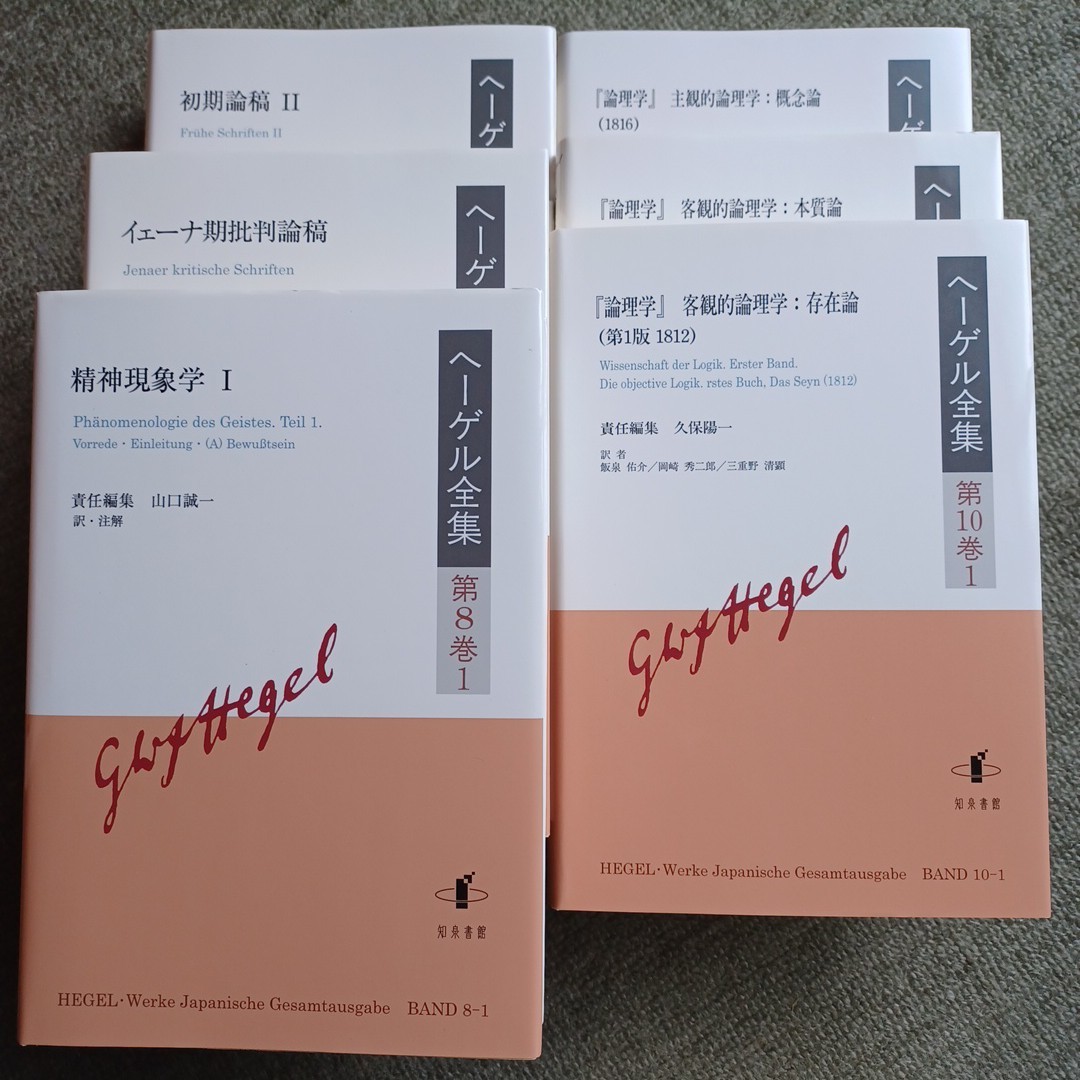 初期論稿 II
Frühe Schriften II
ヘーゲ
イェーナ期批判論稿
Jenaer kritische Schriften
ヘーゲ
精神現象学 I
Phänomenologie des Geistes. Teil 1.
Vorrede・Einleitung・(A) Bewußtsein
責任編集 山口誠一
訳・注解
ヘーゲル全集
第8巻1
GWFHegel
知泉書館
HEGEL・Werke Japanische Gesamtausgabe BAND 8-1
『論理学』 主観的論理学：概念論
(1816)
ヘーゲ
『論理学』 客観的論理学：本質論
ヘー
『論理学』 客観的論理学：存在論
(第1版 1812)
Wissenschaft der Logik. Erster Band.
Die objective Logik. rstes Buch, Das Seyn (1812)
責任編集 久保陽一
訳者
飯泉 佑介／岡崎 秀二郎／三重野 清顕
ヘーゲル全集
第10巻1
GWFHegel
知泉書館
HEGEL・Werke Japanische Gesamtausgabe BAND 10-1